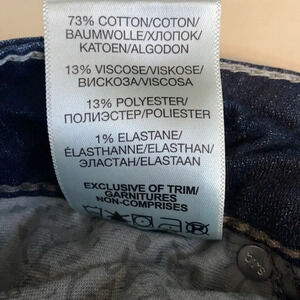 73% COTTON/COTON/
BAUMWOLLE/ХЛОПОК/
KATOEN/ALGODON
13% VISCOSE/VISKOSE/
ВИСКОЗА/VISCOSA
13% POLYESTER/
ПОЛИЭСТЕР/POLIESTER
1% ELASTANE/
ÉLASTHANNE/ELASTHAN/
ЭЛАСТАН/ELASTAAN
EXCLUSIVE OF TRIM/
GARNITURES
NON-COMPRISES